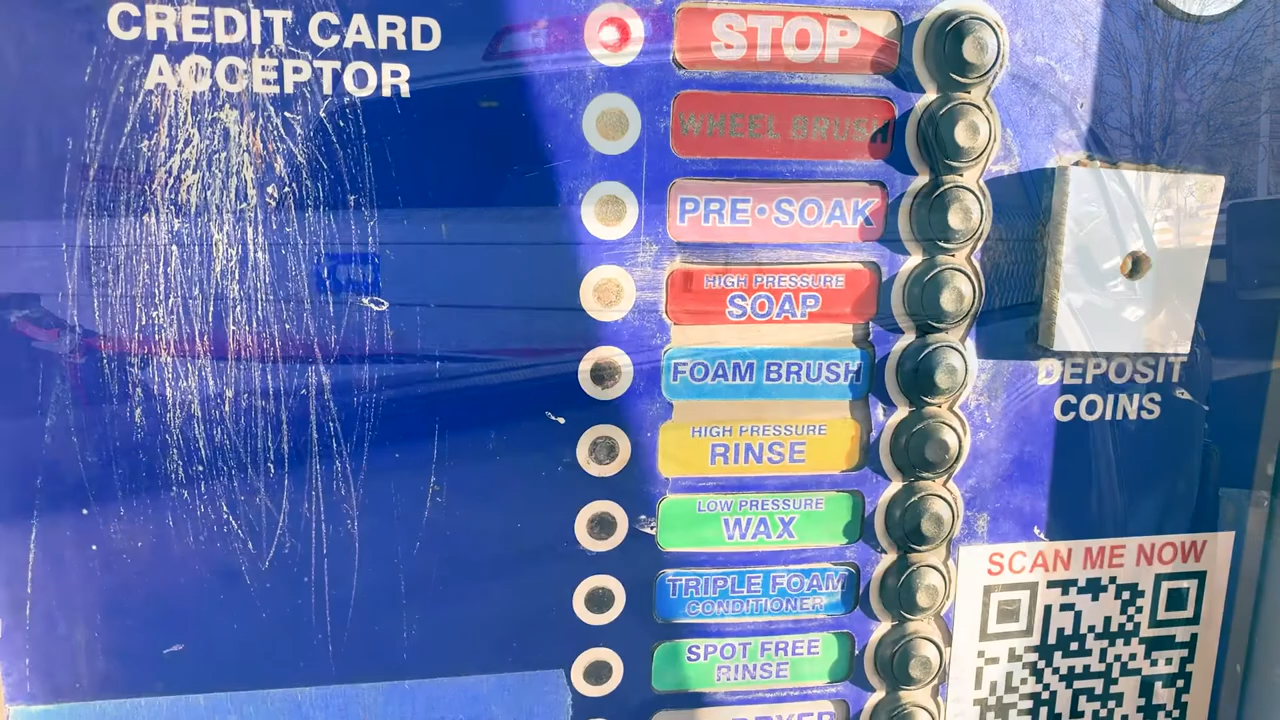 CREDIT CARD
ACCEPTOR
STOP
WHEEL BRUSH
PRE•SOAK
HIGH PRESSURE
SOAP
FOAM BRUSH
HIGH PRESSURE
RINSE
LOW PRESSURE
WAX
TRIPLE FOAM
CONDITIONER
SPOT FREE
RINSE
DRYER
DEPOSIT
COINS
SCAN ME NOW